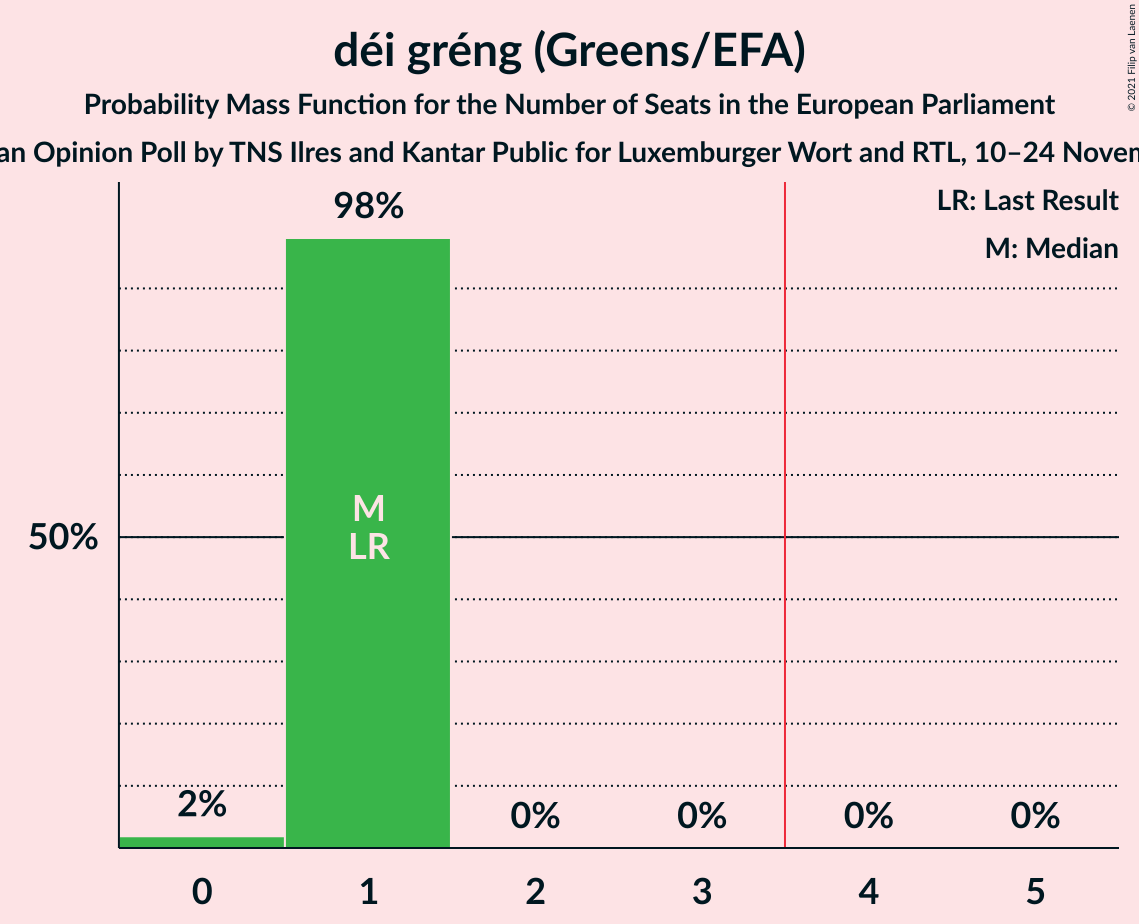 déi gréng (Greens/EFA)
Probability Mass Function for the Number of Seats in the European Parliament
an Opinion Poll by TNS Ilres and Kantar Public for Luxemburger Wort and RTL, 10–24 Novem
© 2021 Filip van Laenen
LR: Last Result
M: Median
98%
M
LR
50%
2%
0%
0%
0%
0%
0
1
2
3
4
5